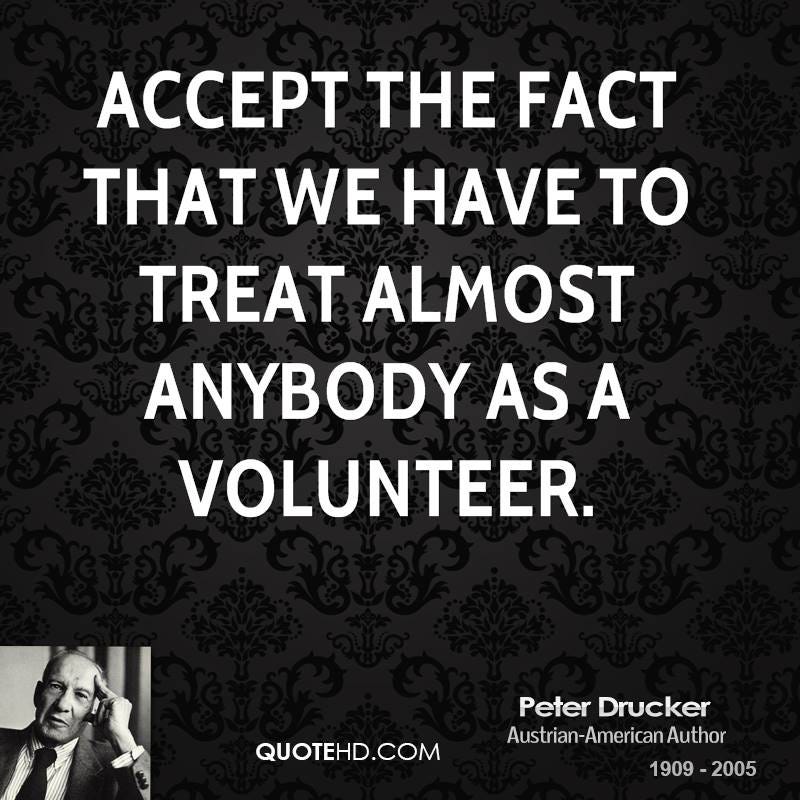 ACCEPT THE FACT
THAT WE HAVE TO
TREAT ALMOST
ANYBODY AS A
VOLUNTEER.
Peter Drucker
Austrian-American Author
QUOTEHD.COM
1909 - 2005